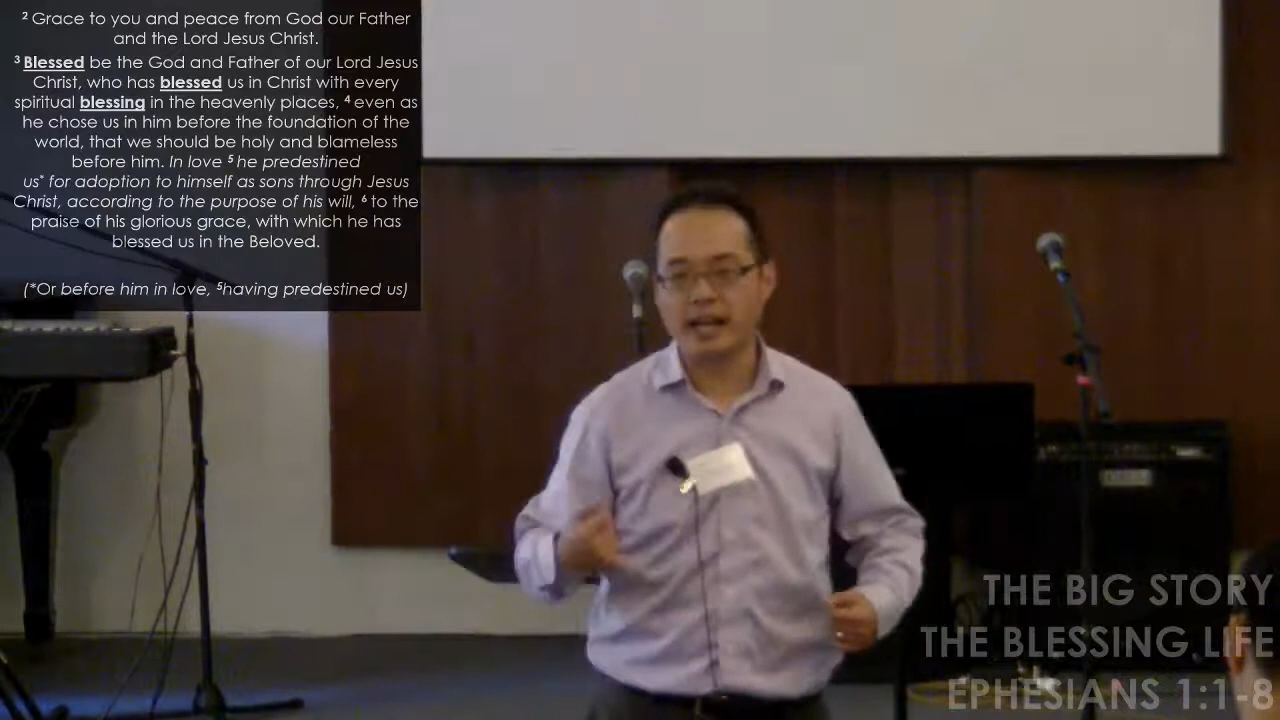 ² Grace to you and peace from God our Father
and the Lord Jesus Christ.
³ Blessed be the God and Father of our Lord Jesus
Christ, who has blessed us in Christ with every
spiritual blessing in the heavenly places, ⁴ even as
he chose us in him before the foundation of the
world, that we should be holy and blameless
before him. In love ⁵ he predestined
us* for adoption to himself as sons through Jesus
Christ, according to the purpose of his will, ⁶ to the
praise of his glorious grace, with which he has
blessed us in the Beloved.
(*Or before him in love, ⁵having predestined us)
THE BIG STORY
THE BLESSING LIFE
EPHESIANS 1:1-8